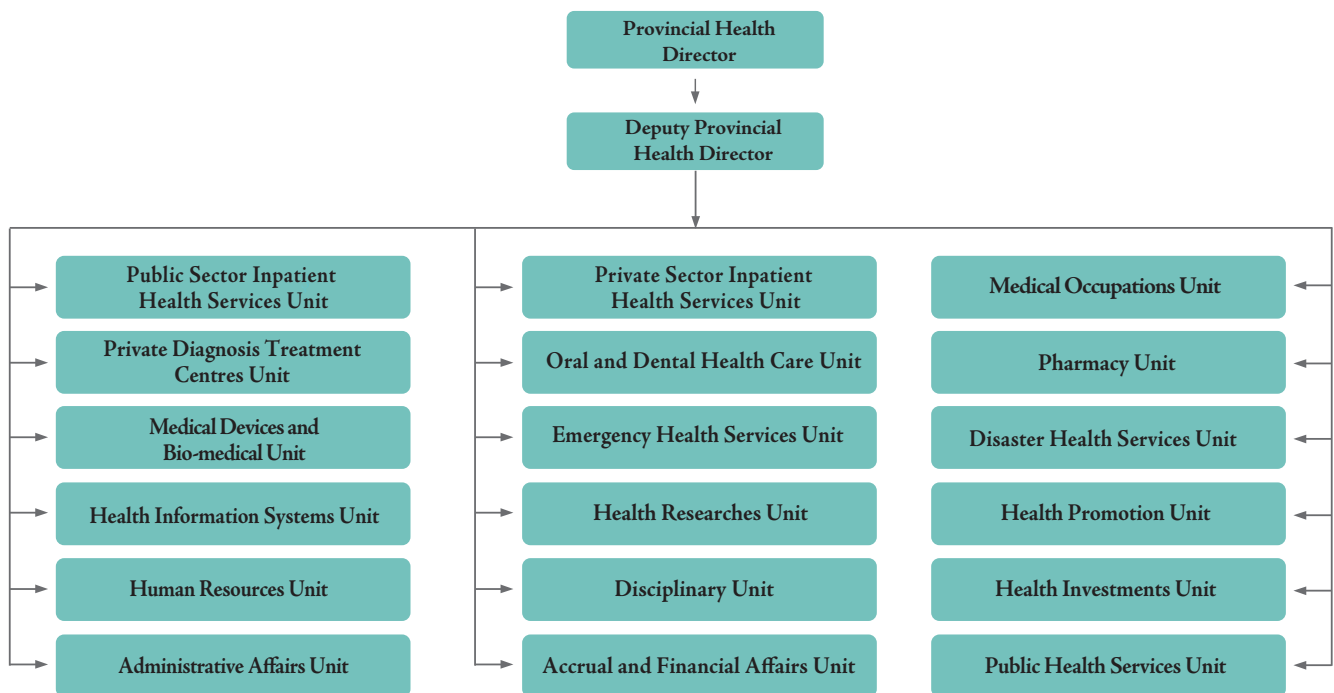 Provincial Health
Director
Deputy Provincial
Health Director
Public Sector Inpatient
Health Services Unit
Private Sector Inpatient
Health Services Unit
Medical Occupations Unit
Private Diagnosis Treatment
Centres Unit
Oral and Dental Health Care Unit
Pharmacy Unit
Medical Devices and
Bio-medical Unit
Emergency Health Services Unit
Disaster Health Services Unit
Health Information Systems Unit
Health Researches Unit
Health Promotion Unit
Human Resources Unit
Disciplinary Unit
Health Investments Unit
Administrative Affairs Unit
Accrual and Financial Affairs Unit
Public Health Services Unit